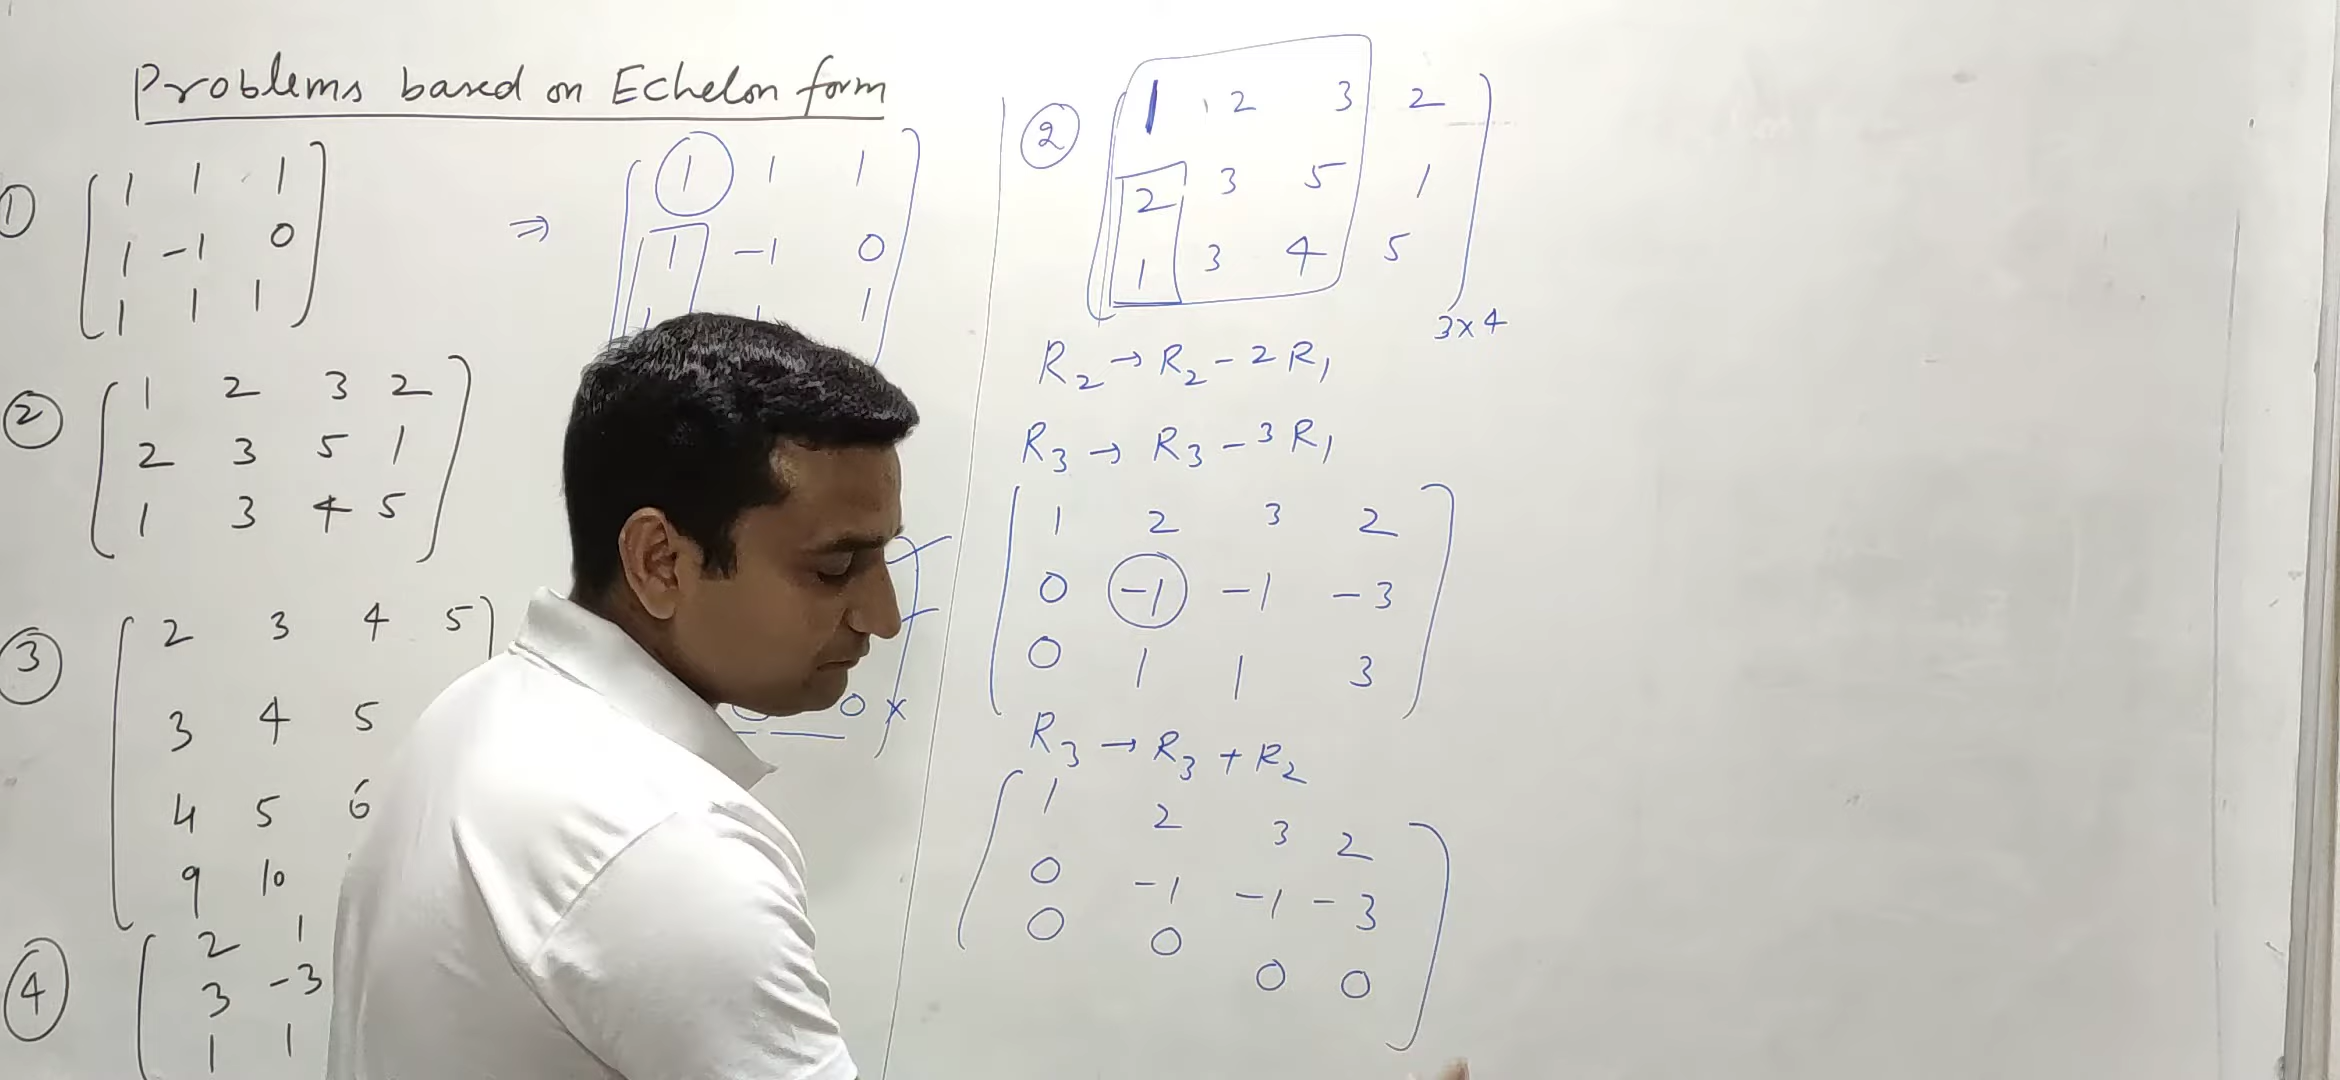 Problems based on Echelon form
① 1 1 1
1 -1 0
1 1 1
② 1 2 3 2
2 3 5 1
1 3 4 5
③ 2 3 4 5
3 4 5
4 5 6
9 10
④ 2 1
3 -3
1 1
⇒ 1 1 1
1 -1 0
1
0 x
② 1 2 3 2
2 3 5 1
1 3 4 5
3x4
R₂ → R₂ - 2R₁
R₃ → R₃ - 3R₁
1 2 3 2
0 -1 -1 -3
0 1 1 3
R₃ → R₃ + R₂
1 2 3 2
0 -1 -1 -3
0 0 0 0